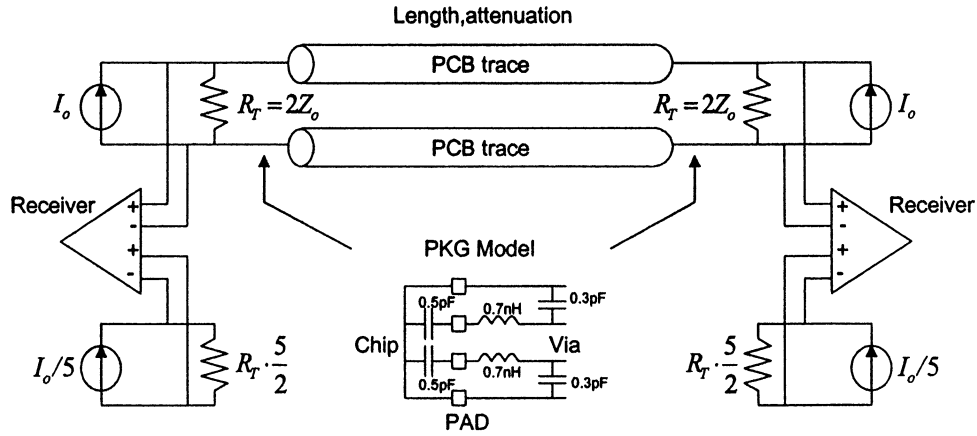 Length,attenuation
PCB trace
I_o
R_T = 2Z_o
R_T = 2Z_o
I_o
PCB trace
Receiver
+
-
+
-
+
-
+
-
Receiver
PKG Model
0.5pF
0.7nH
0.3pF
Chip
Via
0.5pF
0.7nH
0.3pF
PAD
I_o/5
R_T · 5/2
R_T · 5/2
I_o/5